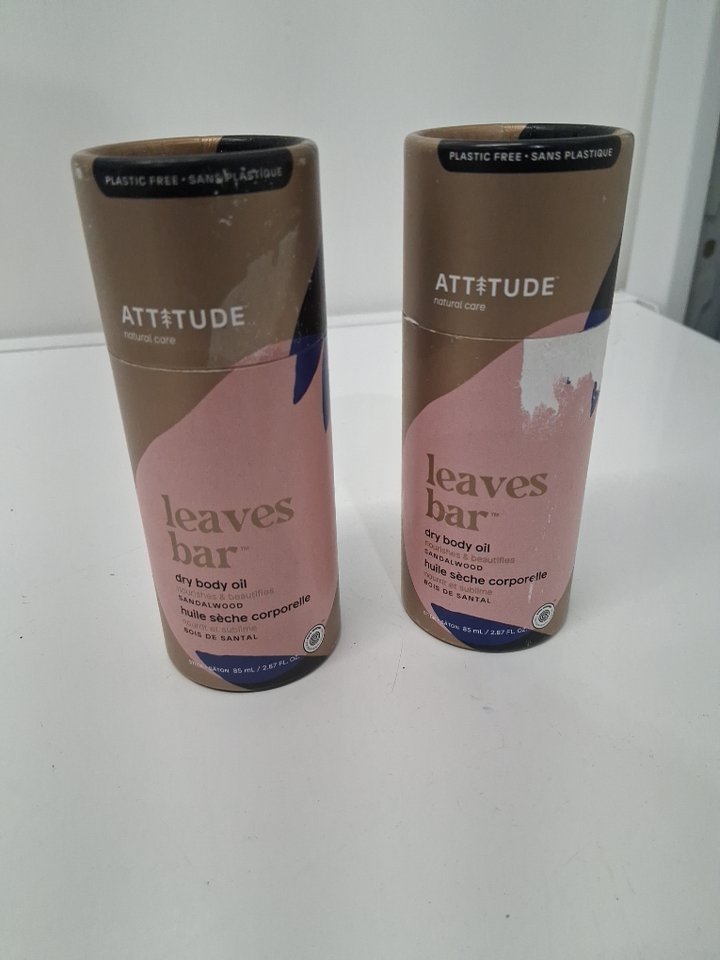 PLASTIC FREE • SANS PLASTIQUE
ATTITUDE
natural care
leaves
bar™
dry body oil
nourishes & beautifies
SANDALWOOD
huile sèche corporelle
nourrit et sublime
BOIS DE SANTAL
85 mL / 2.87 FL. OZ.
PLASTIC FREE • SANS PLASTIQUE
ATTITUDE™
natural care
leaves
bar™
dry body oil
nourishes & beautifies
SANDALWOOD
huile sèche corporelle
nourrit et sublime
BOIS DE SANTAL
85 mL / 2.87 FL. OZ.